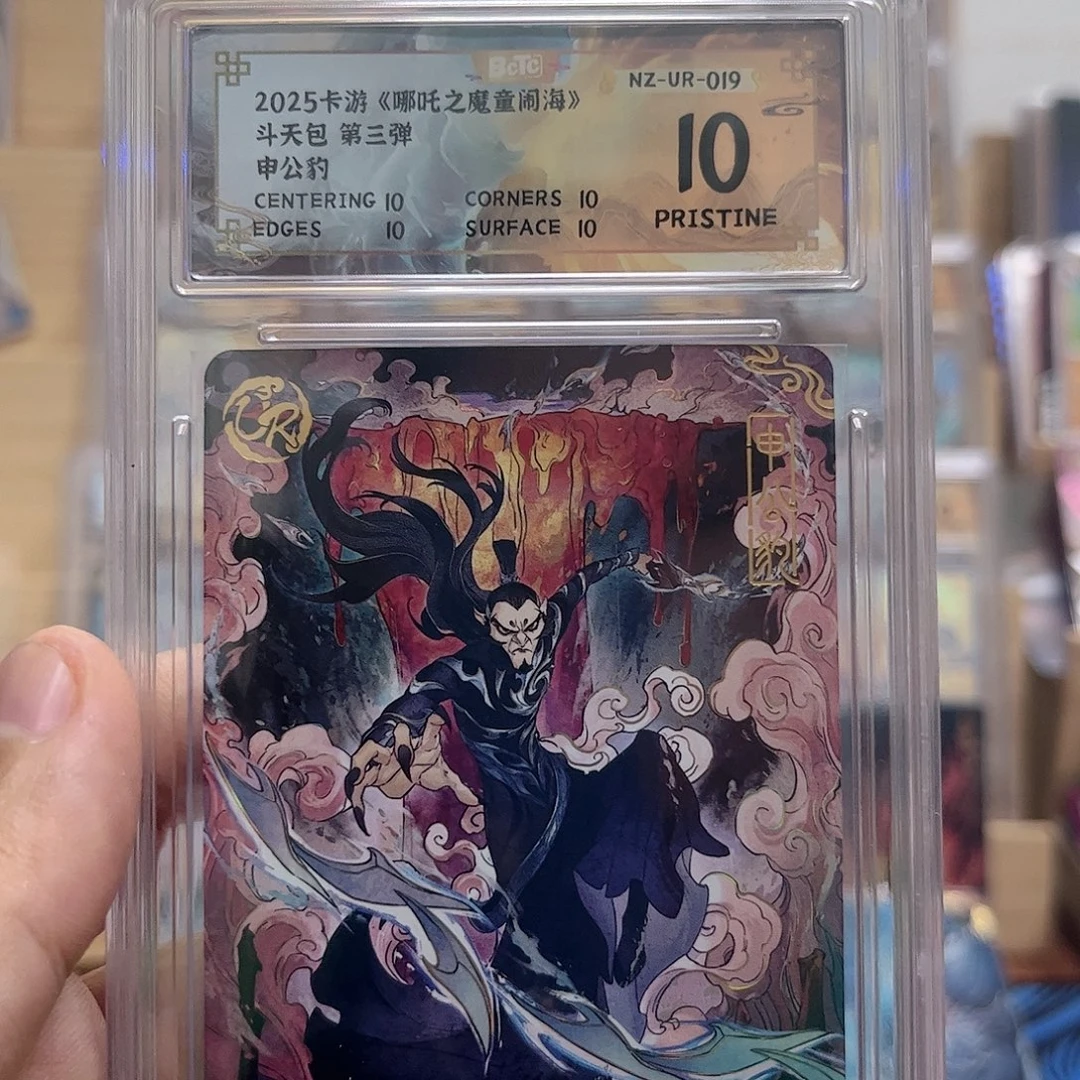 BCTC
NZ-UR-019
2025卡游《哪吒之魔童闹海》
斗天包 第三弹
申公豹
10
CENTERING 10 CORNERS 10
EDGES 10 SURFACE 10
PRISTINE
UR
申公豹